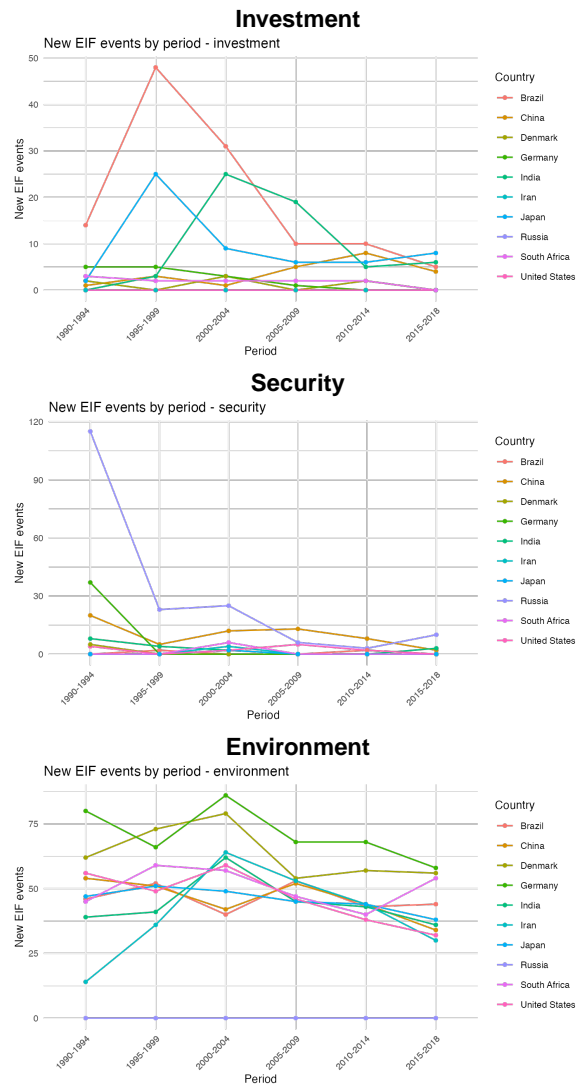 Investment
New EIF events by period - investment
50
40
30
20
10
0
New EIF events
1990-1994
1995-1999
2000-2004
2005-2009
2010-2014
2015-2018
Period
Country
Brazil
China
Denmark
Germany
India
Iran
Japan
Russia
South Africa
United States
Security
New EIF events by period - security
120
90
60
30
0
New EIF events
1990-1994
1995-1999
2000-2004
2005-2009
2010-2014
2015-2018
Period
Country
Brazil
China
Denmark
Germany
India
Iran
Japan
Russia
South Africa
United States
Environment
New EIF events by period - environment
75
50
25
0
New EIF events
1990-1994
1995-1999
2000-2004
2005-2009
2010-2014
2015-2018
Period
Country
Brazil
China
Denmark
Germany
India
Iran
Japan
Russia
South Africa
United States